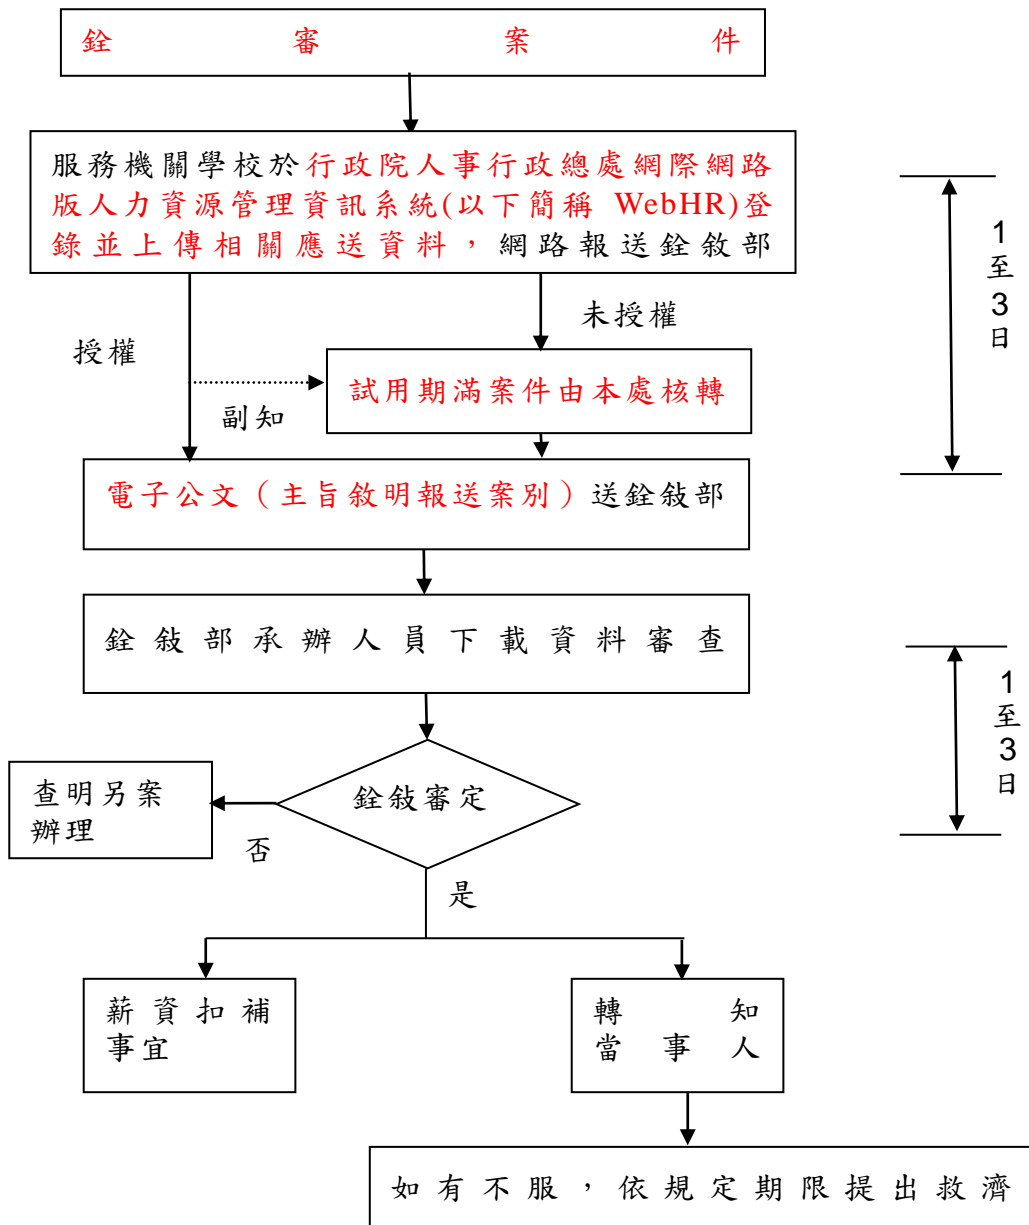 銓審案件
服務機關學校於行政院人事行政總處網際網路
版人力資源管理資訊系統(以下簡稱 WebHR)登
錄並上傳相關應送資料，網路報送銓敘部
1
至
3
日
授權
未授權
副知
試用期滿案件由本處核轉
電子公文（主旨敘明報送案別）送銓敘部
銓敍部承辦人員下載資料審查
1
至
3
日
查明另案
辦理
否
銓敍審定
是
薪資扣補
事宜
轉知
當事人
如有不服，依規定期限提出救濟